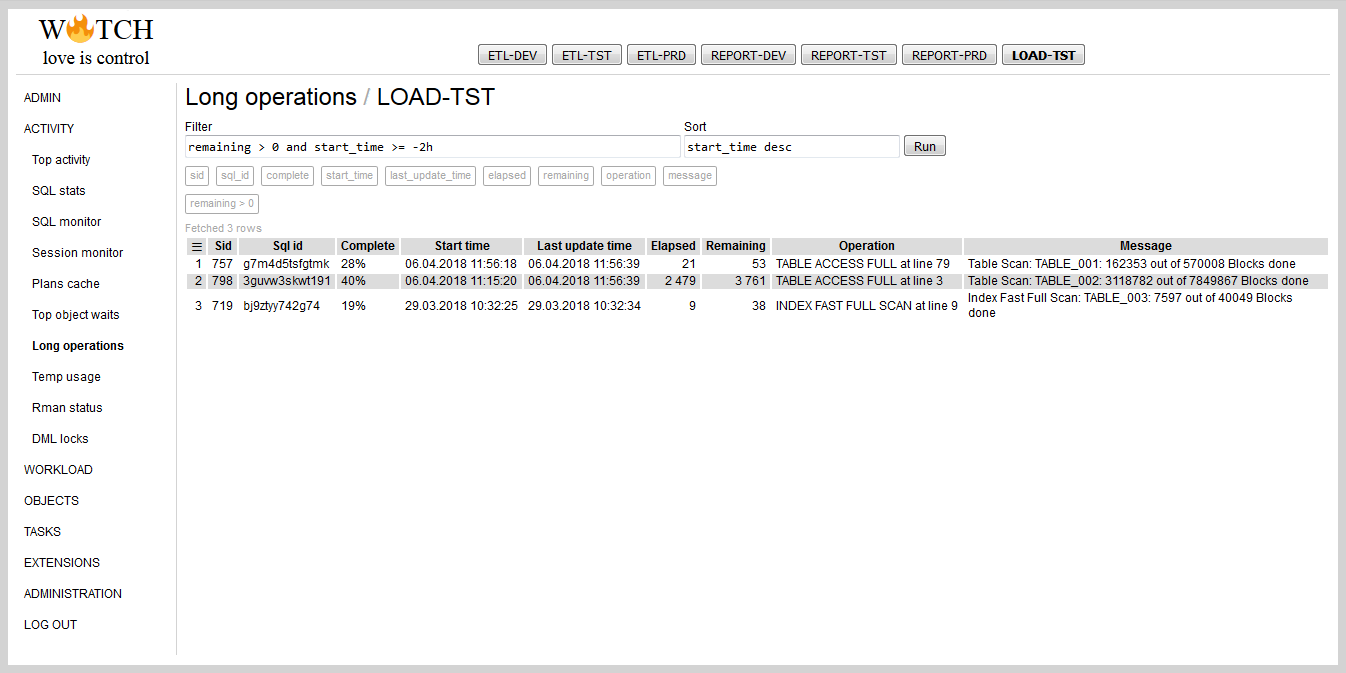 W🔥TCH
love is control
ETL-DEV ETL-TST ETL-PRD REPORT-DEV REPORT-TST REPORT-PRD LOAD-TST
ADMIN
ACTIVITY
Top activity
SQL stats
SQL monitor
Session monitor
Plans cache
Top object waits
Long operations
Temp usage
Rman status
DML locks
WORKLOAD
OBJECTS
TASKS
EXTENSIONS
ADMINISTRATION
LOG OUT
Long operations / LOAD-TST
Filter Sort
remaining > 0 and start_time >= -2h start_time desc Run
sid sql_id complete start_time last_update_time elapsed remaining operation message
remaining > 0
Fetched 3 rows
☰ Sid Sql id Complete Start time Last update time Elapsed Remaining Operation Message
1 757 g7m4d5tsfgtmk 28% 06.04.2018 11:56:18 06.04.2018 11:56:39 21 53 TABLE ACCESS FULL at line 79 Table Scan: TABLE_001: 162353 out of 570008 Blocks done
2 798 3guvw3skwt191 40% 06.04.2018 11:15:20 06.04.2018 11:56:39 2 479 3 761 TABLE ACCESS FULL at line 3 Table Scan: TABLE_002: 3118782 out of 7849867 Blocks done
3 719 bj9ztyy742g74 19% 29.03.2018 10:32:25 29.03.2018 10:32:34 9 38 INDEX FAST FULL SCAN at line 9 Index Fast Full Scan: TABLE_003: 7597 out of 40049 Blocks
done